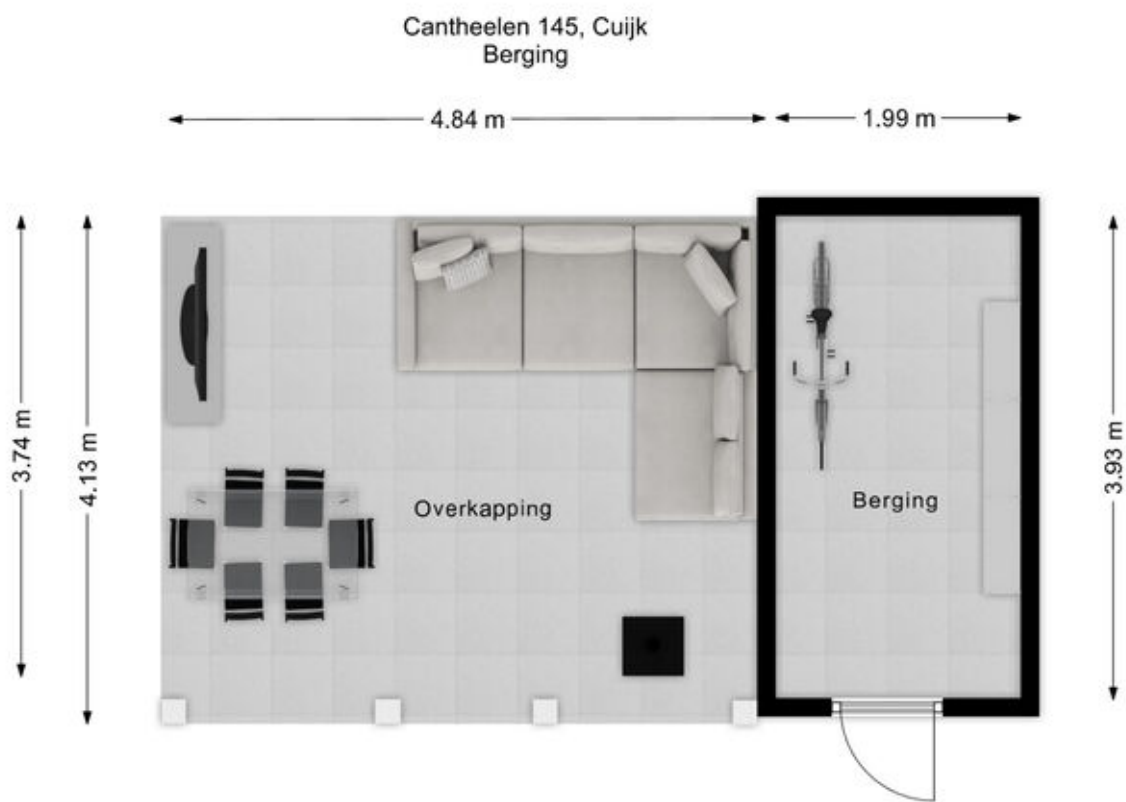 Cantheelen 145, Cuijk
Berging
4.84 m
1.99 m
3.74 m
4.13 m
3.93 m
Overkapping
Berging